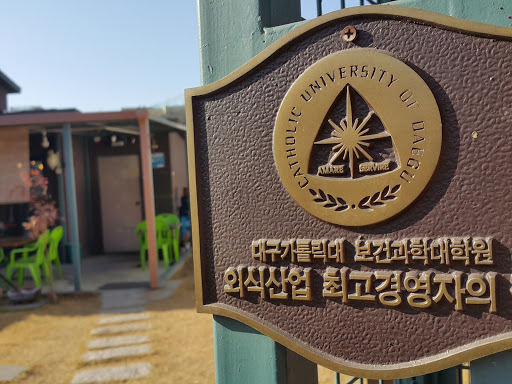 CATHOLIC UNIVERSITY OF DAEGU
AMARE SERVIRE
대구가톨릭대 보건과학대학원
외식산업 최고경영자의